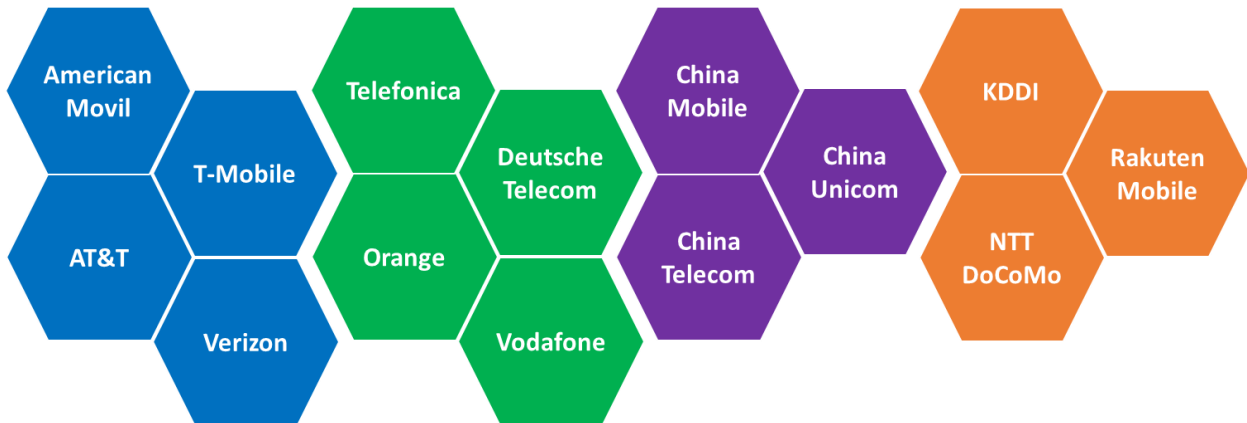 American
Movil
T-Mobile
AT&T
Verizon
Telefonica
Deutsche
Telecom
Orange
Vodafone
China
Mobile
China
Unicom
China
Telecom
KDDI
Rakuten
Mobile
NTT
DoCoMo